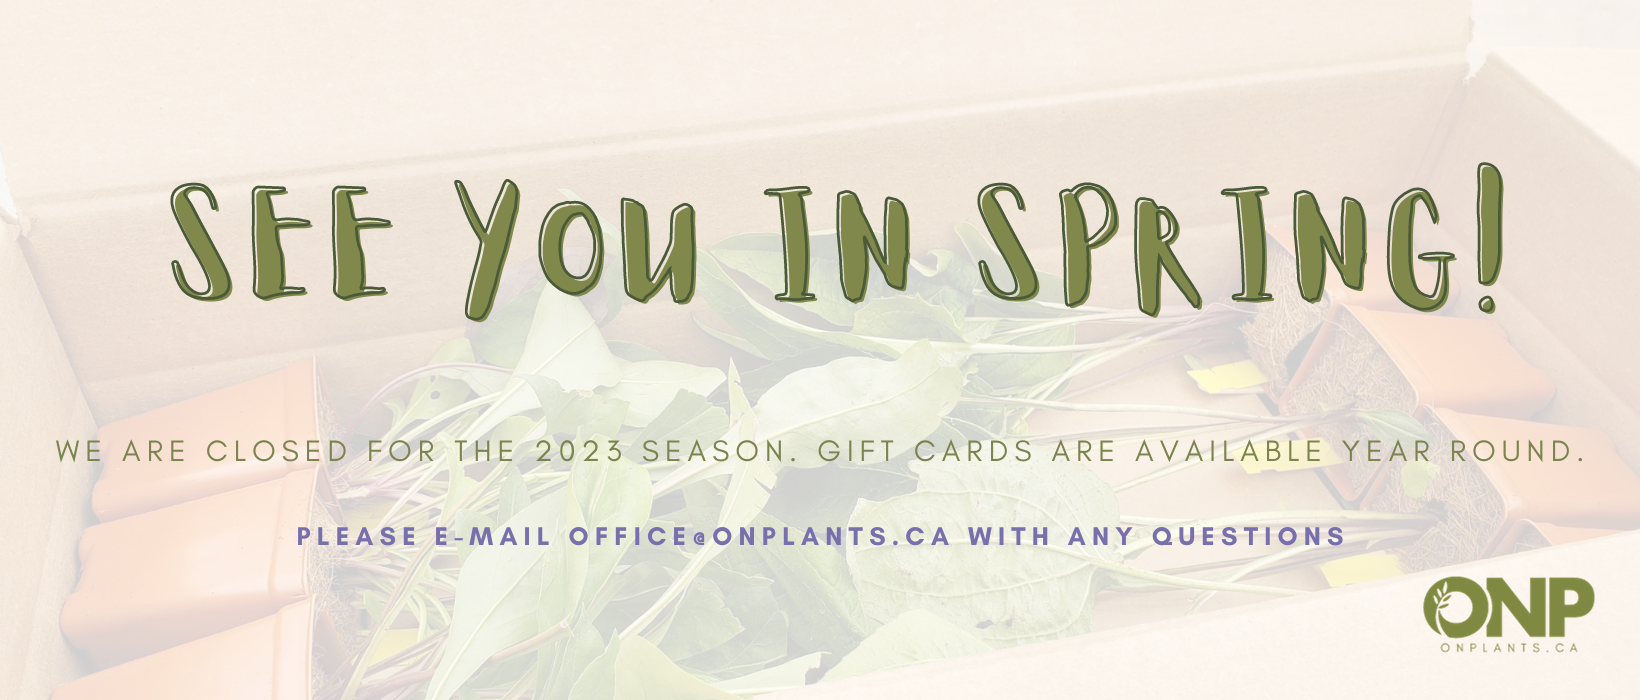 SEE YOU IN SPRING!
WE ARE CLOSED FOR THE 2023 SEASON. GIFT CARDS ARE AVAILABLE YEAR ROUND.
PLEASE E-MAIL OFFICE@ONPLANTS.CA WITH ANY QUESTIONS
ONP
ONPLANTS.CA